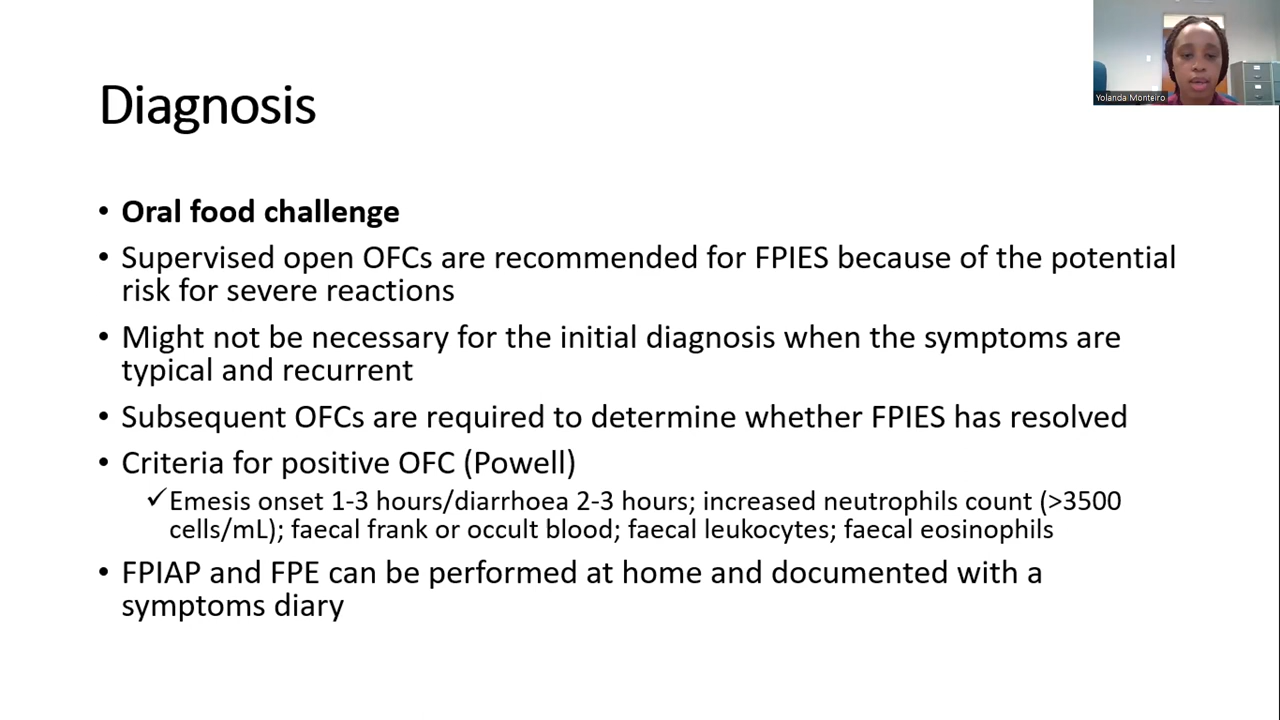 Yolanda Monteiro
Diagnosis
• Oral food challenge
• Supervised open OFCs are recommended for FPIES because of the potential
risk for severe reactions
• Might not be necessary for the initial diagnosis when the symptoms are
typical and recurrent
• Subsequent OFCs are required to determine whether FPIES has resolved
• Criteria for positive OFC (Powell)
✓Emesis onset 1-3 hours/diarrhoea 2-3 hours; increased neutrophils count (>3500
cells/mL); faecal frank or occult blood; faecal leukocytes; faecal eosinophils
• FPIAP and FPE can be performed at home and documented with a
symptoms diary